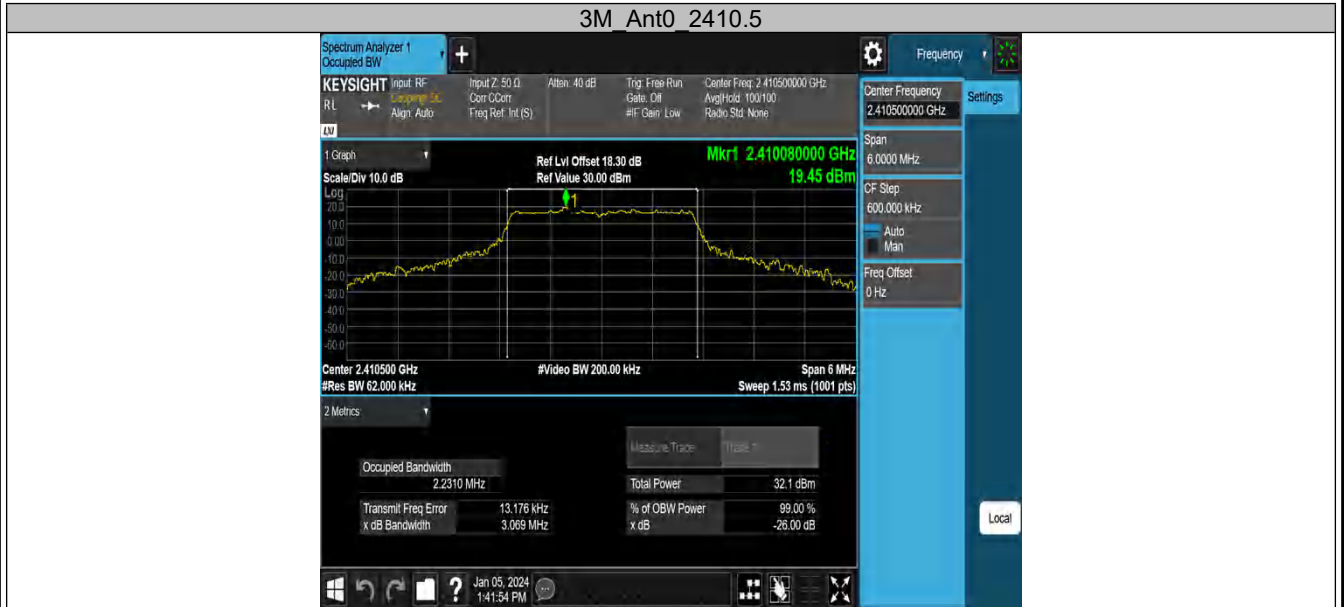 3M_Ant0_2410.5
Spectrum Analyzer 1
Occupied BW
+
Frequency
KEYSIGHT Input: RF Input Z: 50 Ω Atten: 40 dB Trig: Free Run Center Freq: 2.410500000 GHz
RL Coupling: DC Corr CCorr Gate: Off Avg|Hold: 100/100
Align: Auto Freq Ref: Int (S) #IF Gain: Low Radio Std: None
LXI
Center Frequency
2.410500000 GHz
Settings
Span
6.0000 MHz
CF Step
600.000 kHz
Auto
Man
Freq Offset
0 Hz
1 Graph
Ref Lvl Offset 18.30 dB
Mkr1 2.410080000 GHz
Scale/Div 10.0 dB
Ref Value 30.00 dBm
19.45 dBm
Log
1
20.0
10.0
0.00
-10.0
-20.0
-30.0
-40.0
-50.0
-60.0
Center 2.410500 GHz #Video BW 200.00 kHz Span 6 MHz
#Res BW 62.000 kHz Sweep 1.53 ms (1001 pts)
2 Metrics
Measure Trace Trace 1
Occupied Bandwidth
2.2310 MHz
Total Power 32.1 dBm
Transmit Freq Error 13.176 kHz % of OBW Power 99.00 %
x dB Bandwidth 3.069 MHz x dB -26.00 dB
Local
? Jan 05, 2024
1:41:54 PM